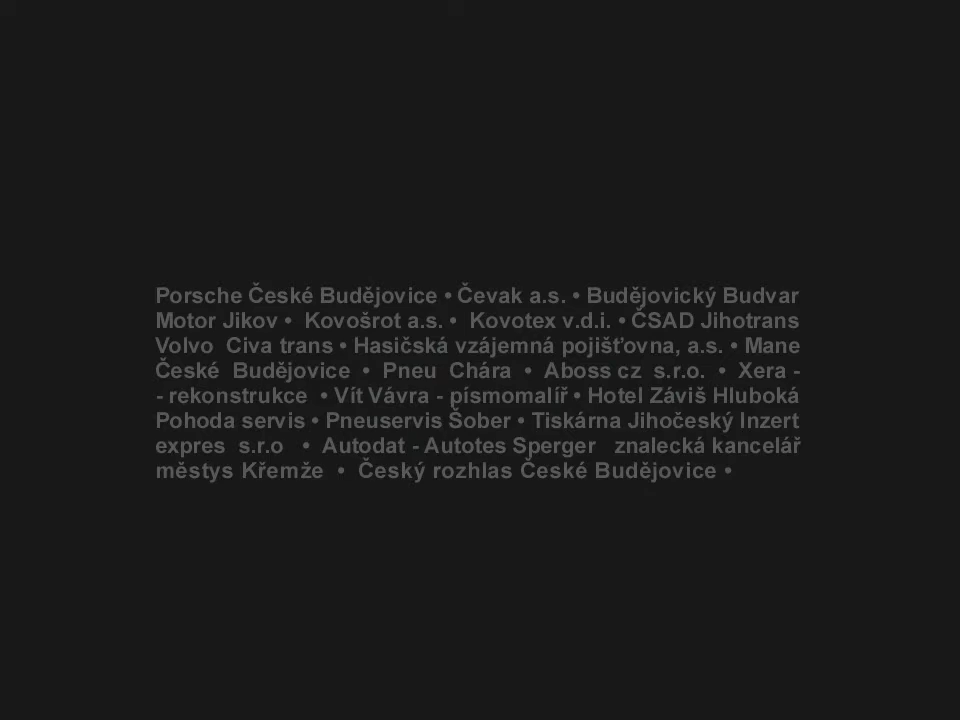 Porsche České Budějovice • Čevak a.s. • Budějovický Budvar
Motor Jikov • Kovošrot a.s. • Kovotex v.d.i. • ČSAD Jihotrans
Volvo Civa trans • Hasičská vzájemná pojišťovna, a.s. • Mane
České Budějovice • Pneu Chára • Aboss cz s.r.o. • Xera -
- rekonstrukce • Vít Vávra - písmomalíř • Hotel Záviš Hluboká
Pohoda servis • Pneuservis Šober • Tiskárna Jihočeský Inzert
expres s.r.o • Autodat - Autotes Sperger znalecká kancelář
městys Křemže • Český rozhlas České Budějovice •